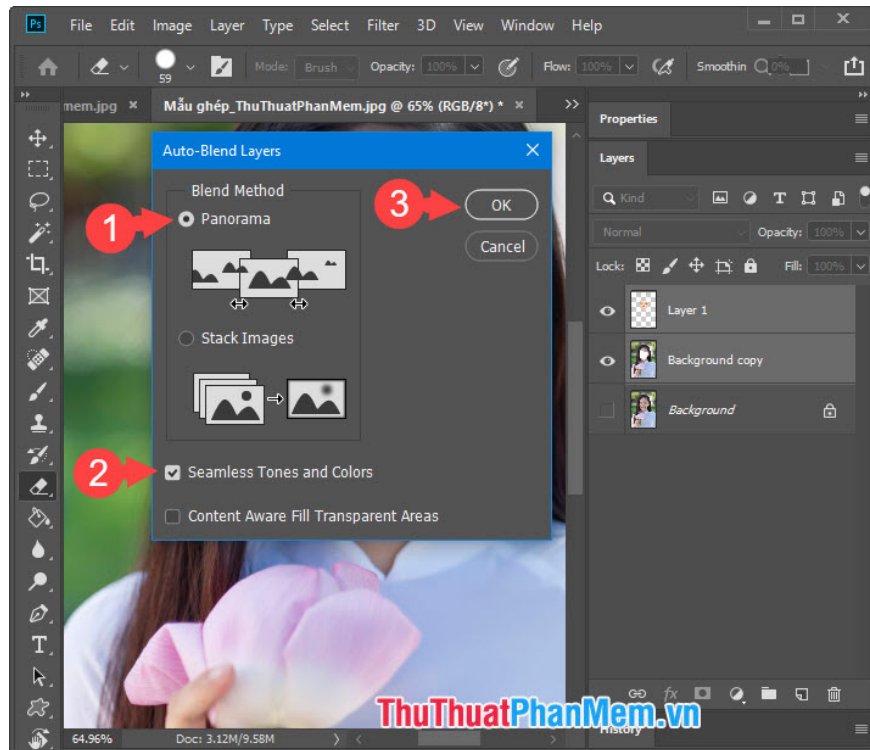 Ps File Edit Image Layer Type Select Filter 3D View Window Help
59 Mode: Brush Opacity: 100% Flow: 100% Smoothin 0%
mem.jpg × Mẫu ghép_ThuThuatPhanMem.jpg @ 65% (RGB/8*) * ×
Properties
Auto-Blend Layers
Layers
Blend Method
Kind
1 Panorama
3 OK
Normal Opacity: 100%
Cancel
Lock: Fill: 100%
Layer 1
Stack Images
Background copy
Background
2 Seamless Tones and Colors
Content Aware Fill Transparent Areas
ThuThuatPhanMem.vn
64.96% Doc: 3.12M/9.58M
History